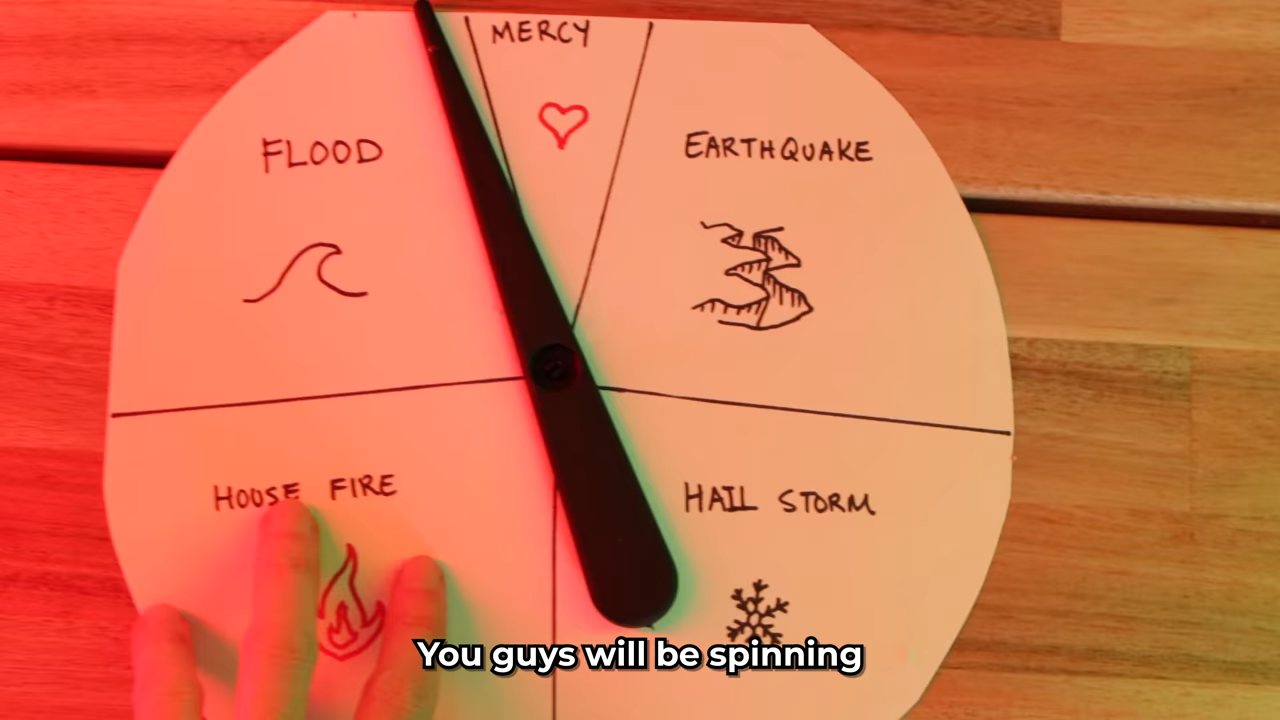 MERCY
FLOOD
EARTHQUAKE
HOUSE FIRE
HAIL STORM
You guys will be spinning